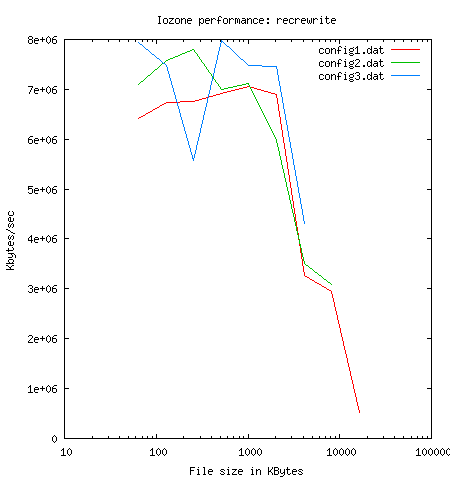 Iozone performance: recrewrite
8e+06
7e+06
6e+06
5e+06
4e+06
3e+06
2e+06
1e+06
0
Kbytes/sec
config1.dat
config2.dat
config3.dat
10 100 1000 10000 100000
File size in KBytes